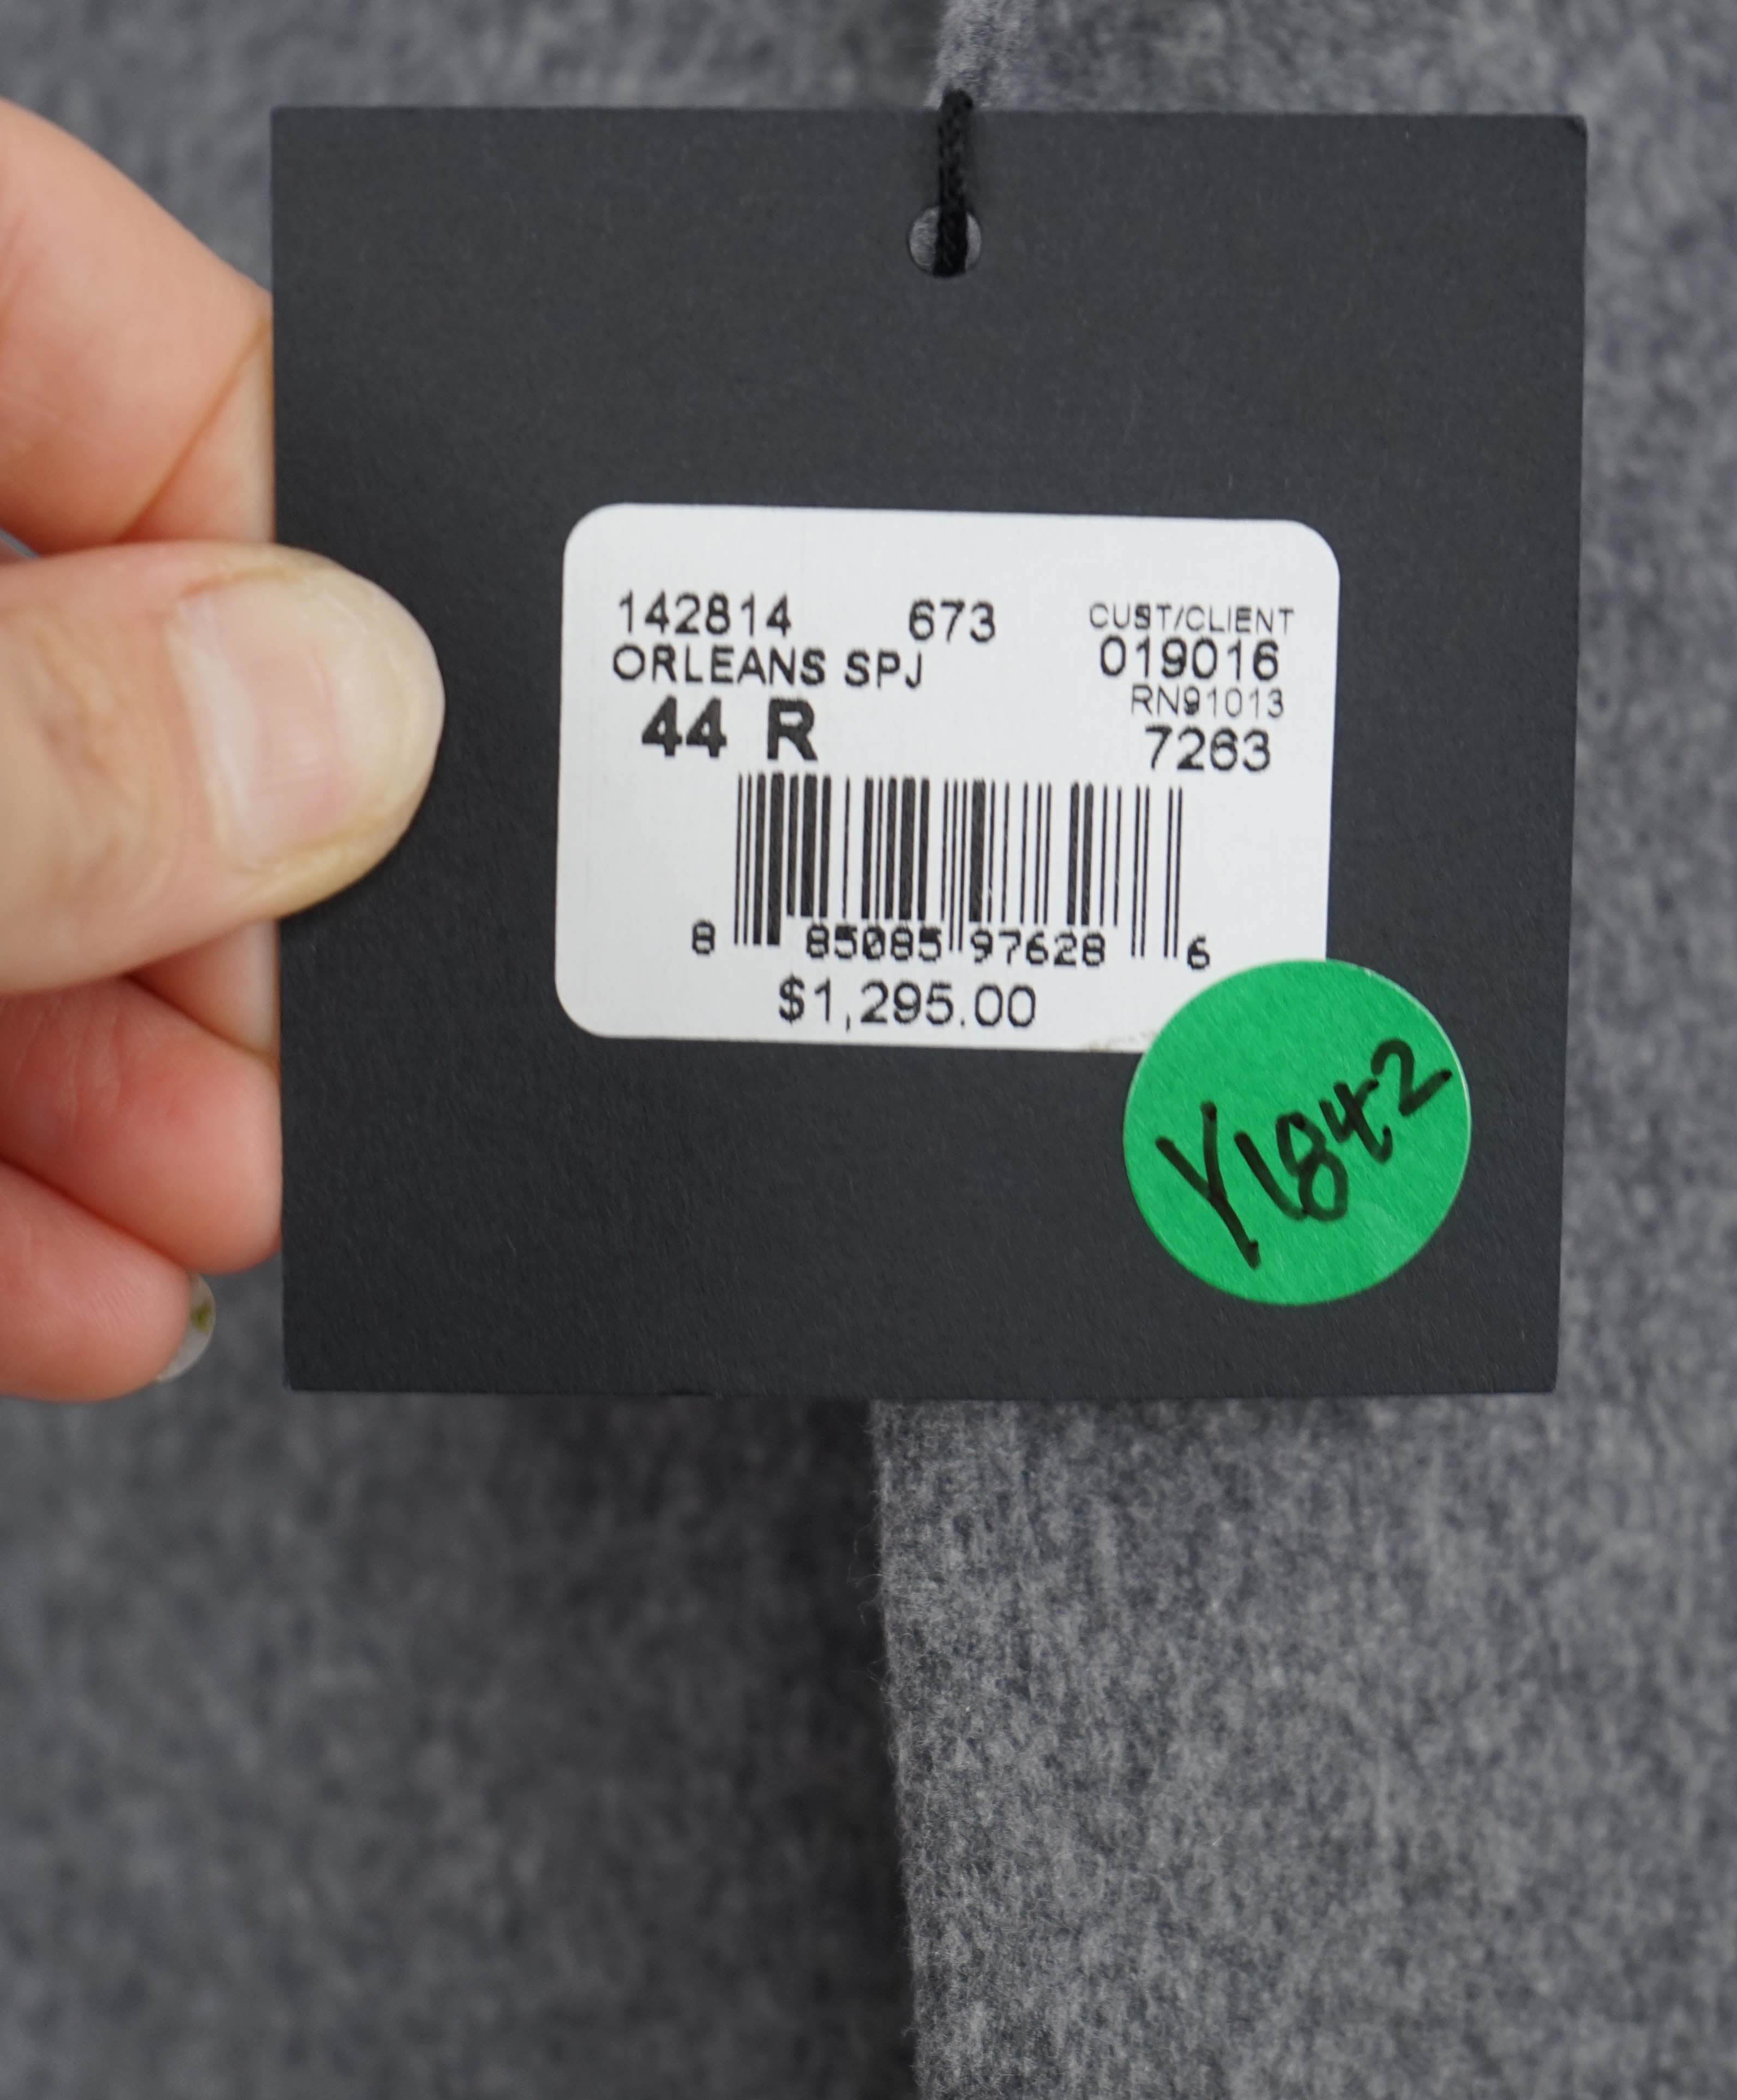 142814 673 CUST/CLIENT
ORLEANS SPJ 019016
RN91013
44 R 7263
8 85085 97628 6
$1,295.00
Y1842